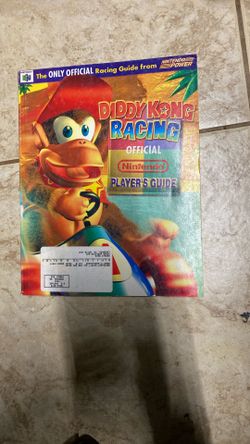 The ONLY OFFICIAL Racing Guide from NINTENDO POWER
DIDDY KONG
RACING
OFFICIAL
Nintendo
PLAYER'S GUIDE